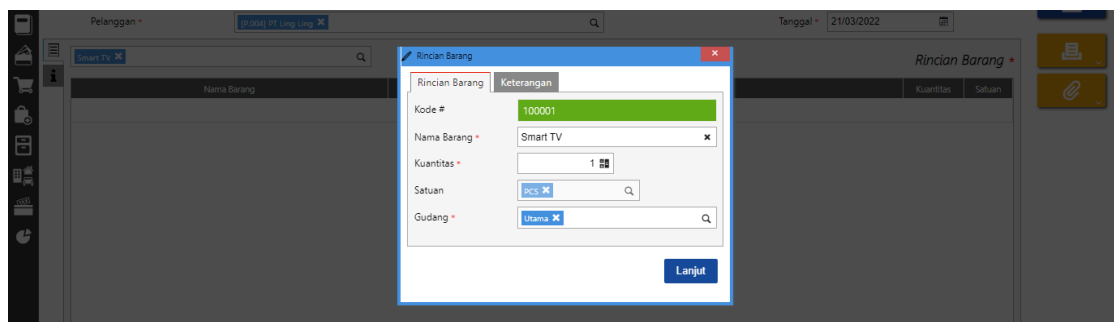 Pelanggan * [P.004] PT Ling Ling Tanggal * 21/03/2022
Smart TV Rincian Barang *
Nama Barang Kuantitas Satuan
Rincian Barang
Rincian Barang Keterangan
Kode # 100001
Nama Barang * Smart TV
Kuantitas * 1
Satuan PCS
Gudang * Utama
Lanjut